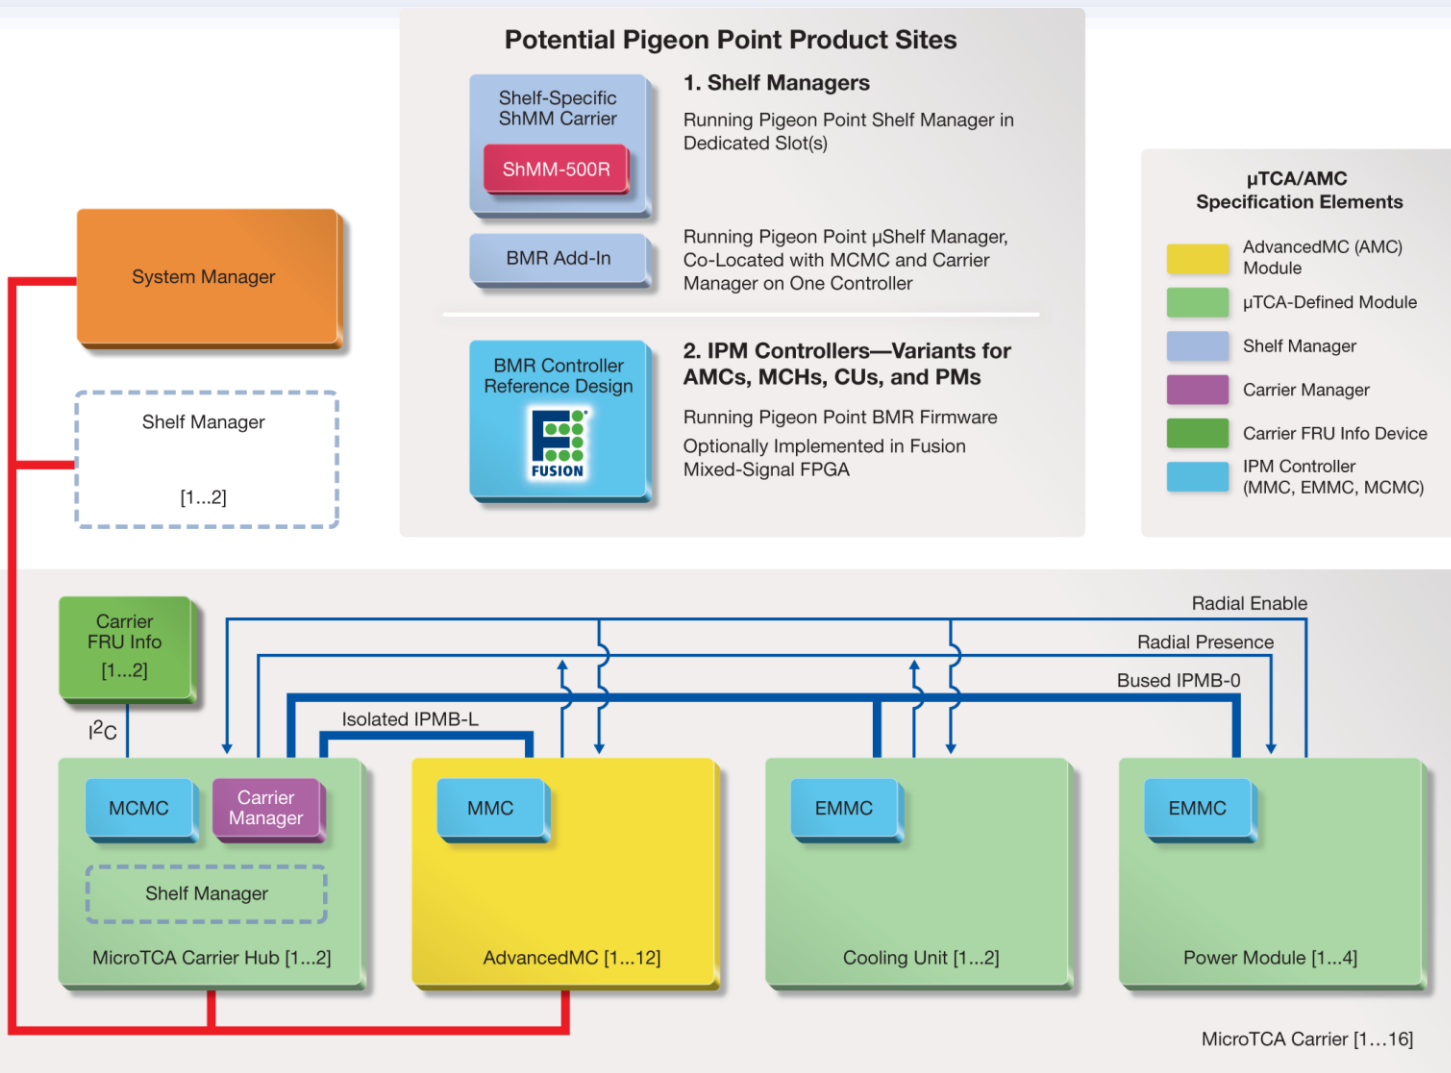 Potential Pigeon Point Product Sites
Shelf-Specific
ShMM Carrier
ShMM-500R
1. Shelf Managers
Running Pigeon Point Shelf Manager in
Dedicated Slot(s)
BMR Add-In
Running Pigeon Point µShelf Manager,
Co-Located with MCMC and Carrier
Manager on One Controller
BMR Controller
Reference Design
FUSION
2. IPM Controllers—Variants for
AMCs, MCHs, CUs, and PMs
Running Pigeon Point BMR Firmware
Optionally Implemented in Fusion
Mixed-Signal FPGA
µTCA/AMC
Specification Elements
AdvancedMC (AMC)
Module
µTCA-Defined Module
Shelf Manager
Carrier Manager
Carrier FRU Info Device
IPM Controller
(MMC, EMMC, MCMC)
System Manager
Shelf Manager
[1...2]
Carrier
FRU Info
[1...2]
I²C
Radial Enable
Radial Presence
Bused IPMB-0
Isolated IPMB-L
MCMC
Carrier
Manager
Shelf Manager
MicroTCA Carrier Hub [1...2]
MMC
AdvancedMC [1...12]
EMMC
Cooling Unit [1...2]
EMMC
Power Module [1...4]
MicroTCA Carrier [1...16]